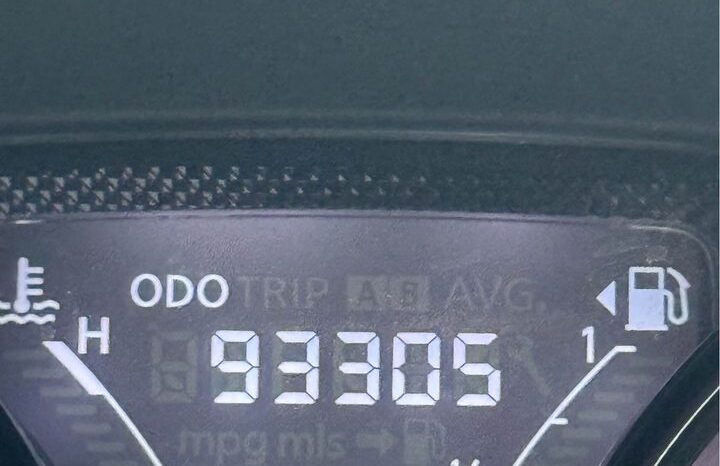 ODO TRIP A B AVG
H 93305 1
mpg mls